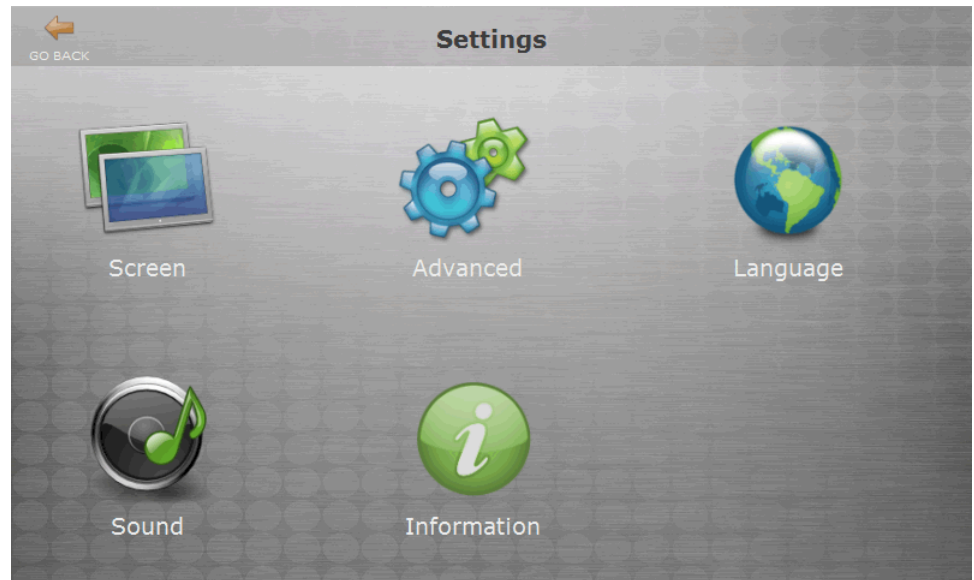 Settings
GO BACK
Screen
Advanced
Language
Sound
Information